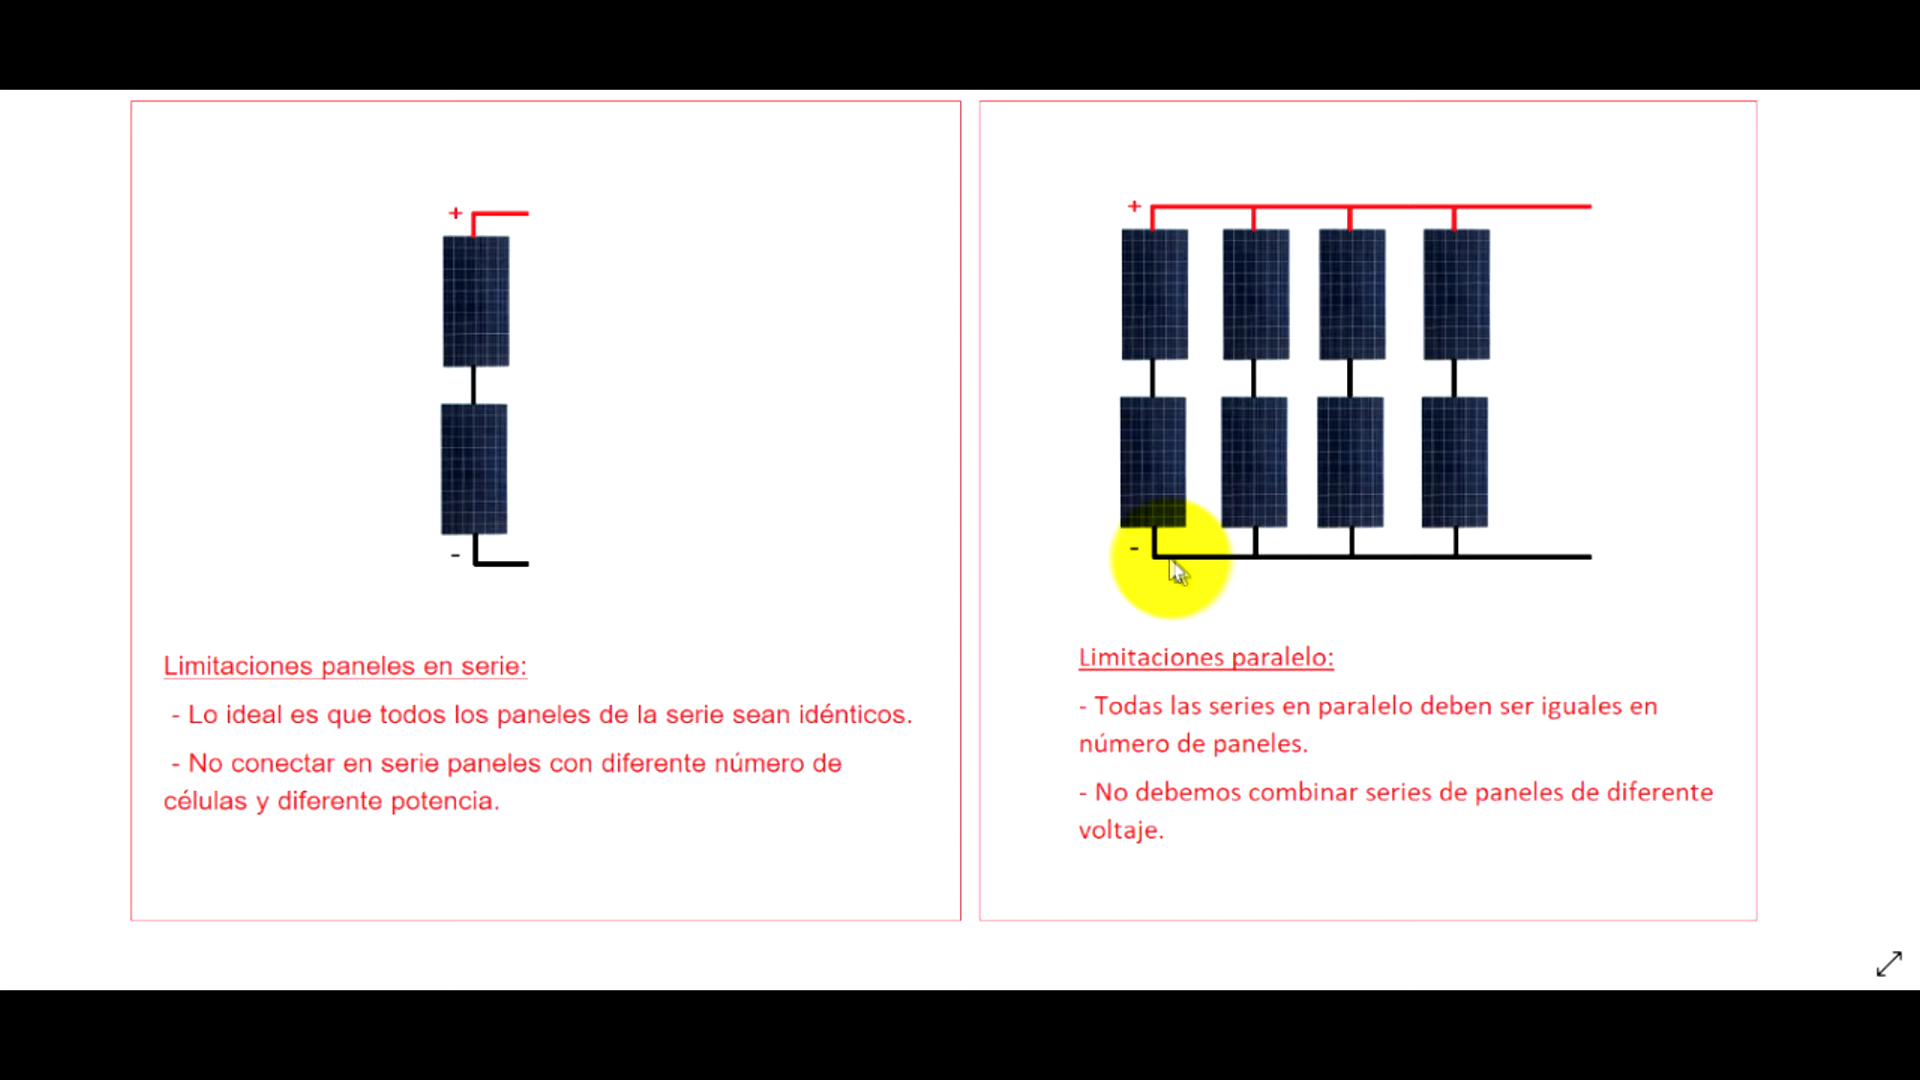 +
-
Limitaciones paneles en serie:
- Lo ideal es que todos los paneles de la serie sean idénticos.
- No conectar en serie paneles con diferente número de
células y diferente potencia.
+
-
Limitaciones paralelo:
- Todas las series en paralelo deben ser iguales en
número de paneles.
- No debemos combinar series de paneles de diferente
voltaje.